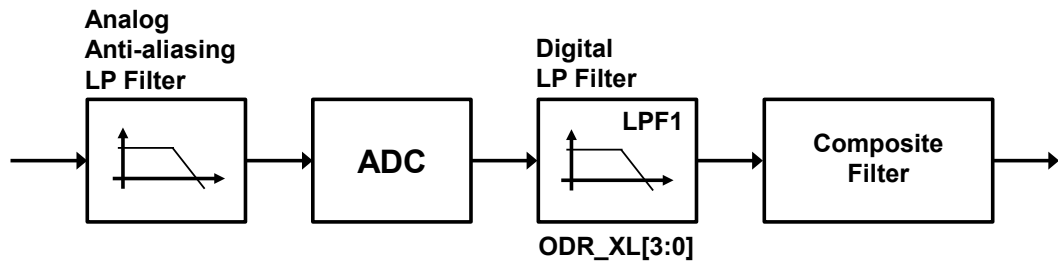 Analog
Anti-aliasing
LP Filter
ADC
Digital
LP Filter
LPF1
ODR_XL[3:0]
Composite
Filter